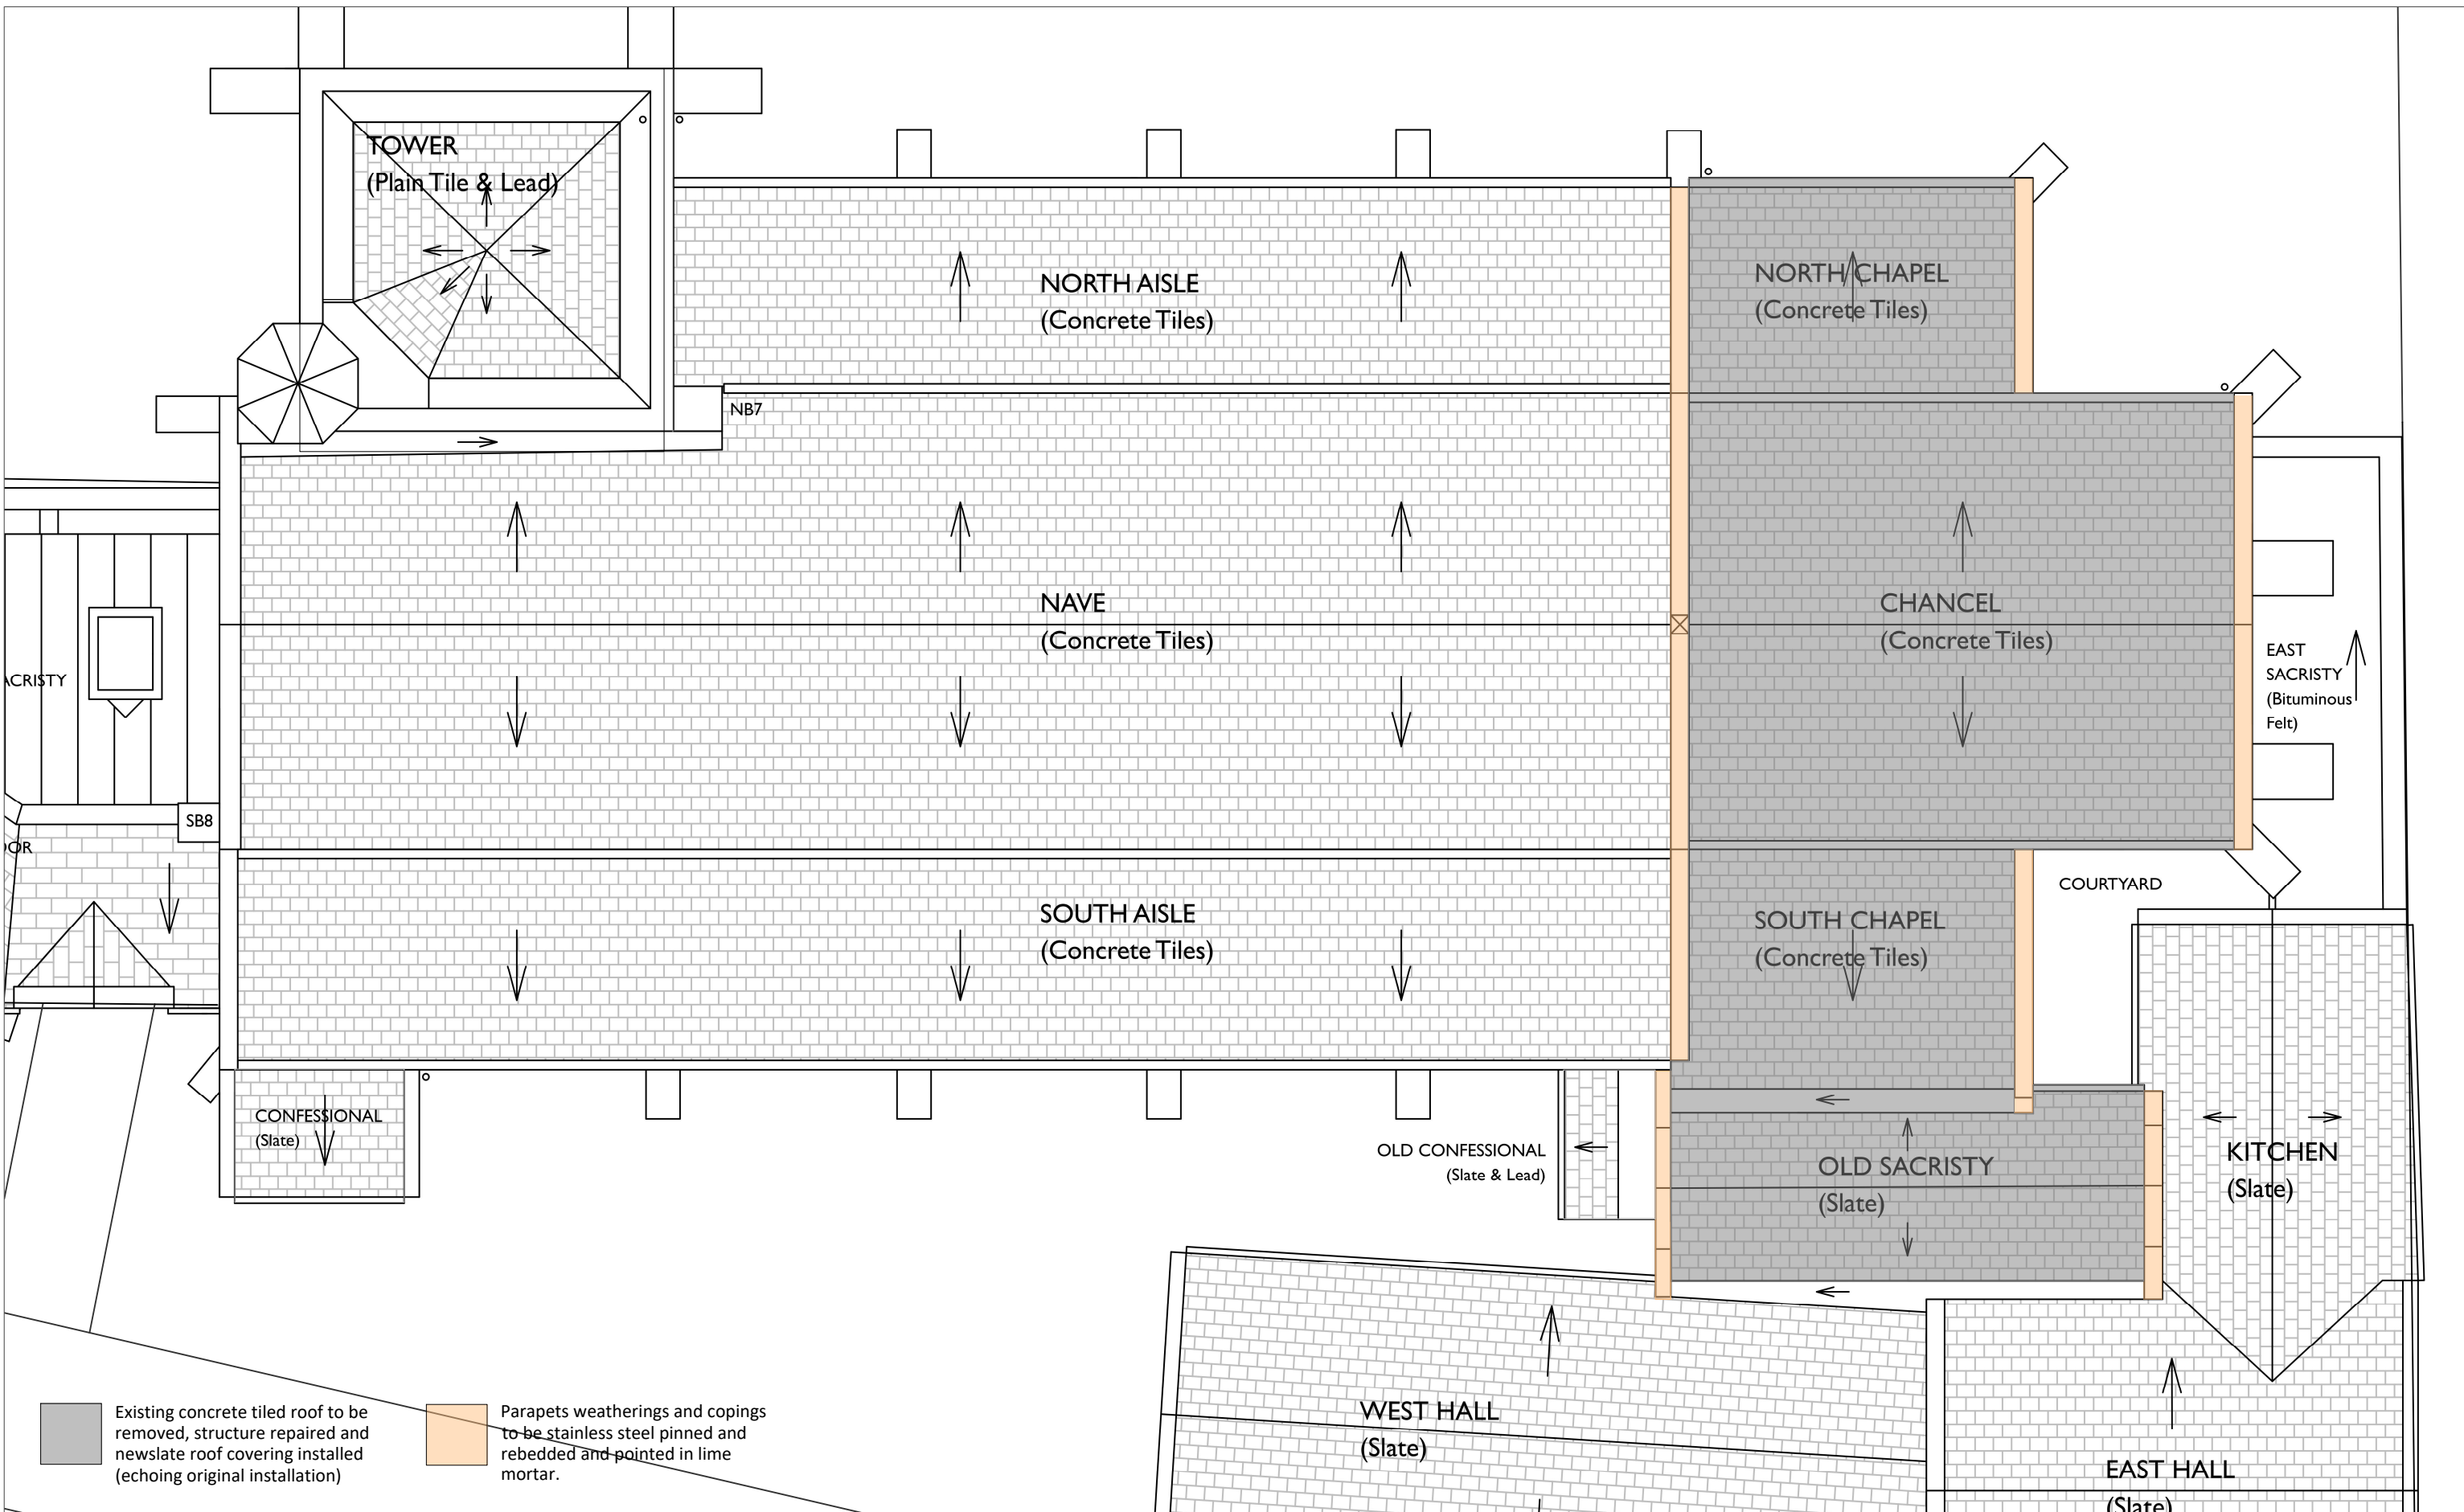 TOWER
(Plain Tile & Lead)
NORTH AISLE
(Concrete Tiles)
NORTH CHAPEL
(Concrete Tiles)
NB7
NAVE
(Concrete Tiles)
CHANCEL
(Concrete Tiles)
EAST
SACRISTY
(Bituminous
Felt)
ACRISTY
SB8
OOR
SOUTH AISLE
(Concrete Tiles)
SOUTH CHAPEL
(Concrete Tiles)
COURTYARD
CONFESSIONAL
(Slate)
OLD CONFESSIONAL
(Slate & Lead)
OLD SACRISTY
(Slate)
KITCHEN
(Slate)
WEST HALL
(Slate)
EAST HALL
(Slate)
Existing concrete tiled roof to be
removed, structure repaired and
newslate roof covering installed
(echoing original installation)
Parapets weatherings and copings
to be stainless steel pinned and
rebedded and pointed in lime
mortar.